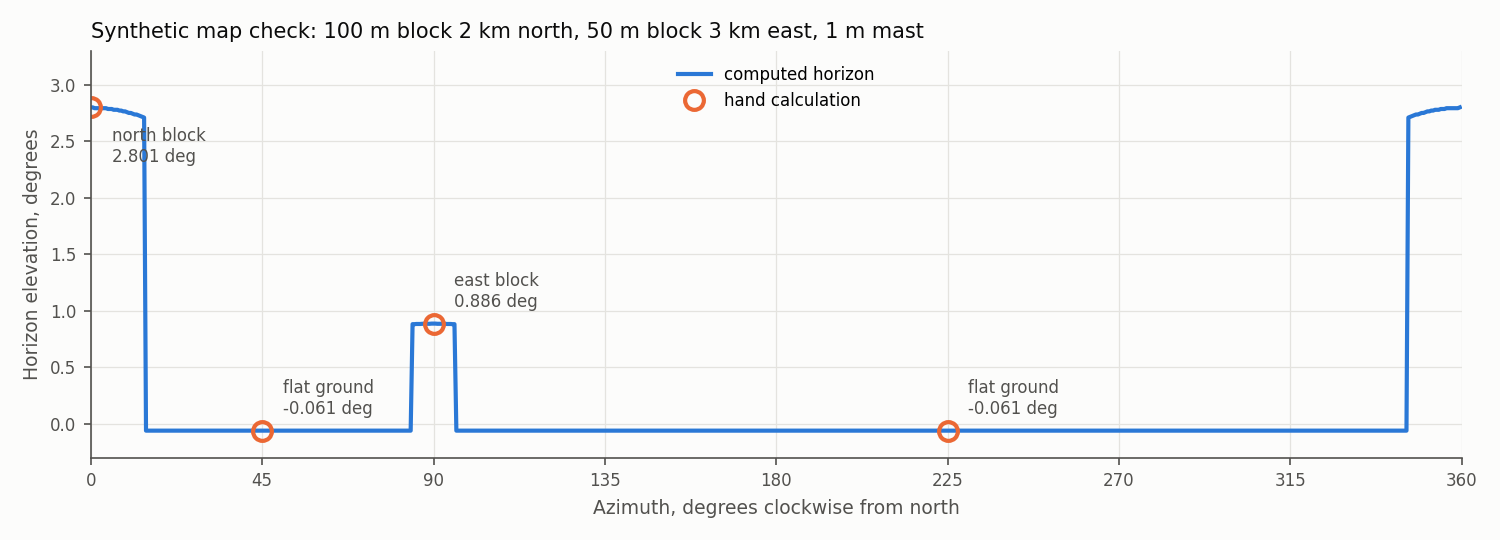 Synthetic map check: 100 m block 2 km north, 50 m block 3 km east, 1 m mast
computed horizon
hand calculation
Horizon elevation, degrees
3.0
2.5
2.0
1.5
1.0
0.5
0.0
north block
2.801 deg
east block
0.886 deg
flat ground
-0.061 deg
flat ground
-0.061 deg
0
45
90
135
180
225
270
315
360
Azimuth, degrees clockwise from north